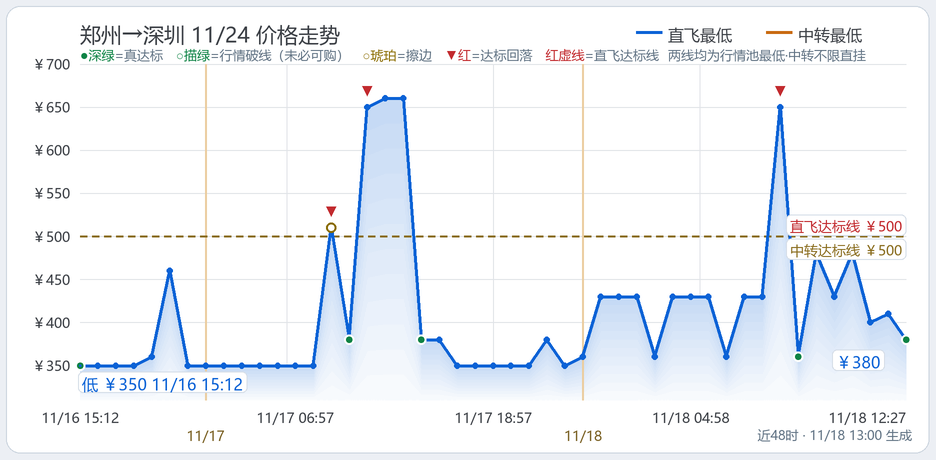 郑州→深圳 11/24 价格走势
直飞最低
中转最低
●深绿=真达标 ○描绿=行情破线（未必可购） ○琥珀=擦边 ▼红=达标回落 红虚线=直飞达标线 两线均为行情池最低·中转不限直挂
¥700
¥650
¥600
¥550
¥500
¥450
¥400
¥350
直飞达标线 ¥500
中转达标线 ¥500
¥380
低 ¥350 11/16 15:12
11/16 15:12
11/17 06:57
11/17 18:57
11/18 04:58
11/18 12:27
11/17
11/18
近48时 · 11/18 13:00 生成